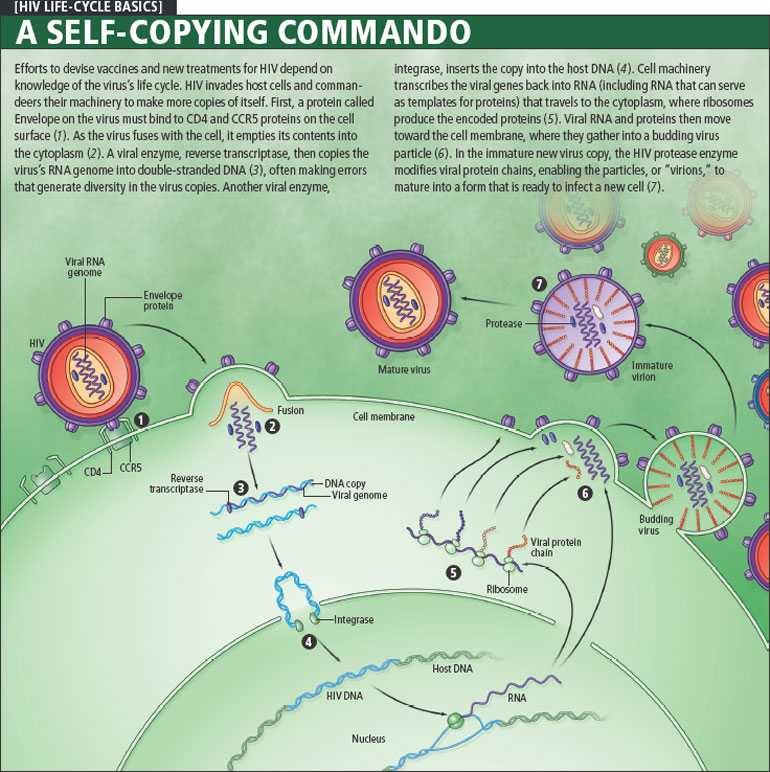 [HIV LIFE-CYCLE BASICS]
A SELF-COPYING COMMANDO
Efforts to devise vaccines and new treatments for HIV depend on
knowledge of the virus's life cycle. HIV invades host cells and comman-
deers their machinery to make more copies of itself. First, a protein called
Envelope on the virus must bind to CD4 and CCR5 proteins on the cell
surface (1). As the virus fuses with the cell, it empties its contents into
the cytoplasm (2). A viral enzyme, reverse transcriptase, then copies the
virus's RNA genome into double-stranded DNA (3), often making errors
that generate diversity in the virus copies. Another viral enzyme,
integrase, inserts the copy into the host DNA (4). Cell machinery
transcribes the viral genes back into RNA (including RNA that can serve
as templates for proteins) that travels to the cytoplasm, where ribosomes
produce the encoded proteins (5). Viral RNA and proteins then move
toward the cell membrane, where they gather into a budding virus
particle (6). In the immature new virus copy, the HIV protease enzyme
modifies viral protein chains, enabling the particles, or "virions," to
mature into a form that is ready to infect a new cell (7).
Viral RNA
genome
Envelope
protein
HIV
1
CD4
CCR5
Fusion
2
Cell membrane
Mature virus
7
Protease
Immature
virion
Reverse
transcriptase
3
DNA copy
Viral genome
6
Budding
virus
Viral protein
chain
5
Ribosome
Integrase
4
Host DNA
HIV DNA
RNA
Nucleus